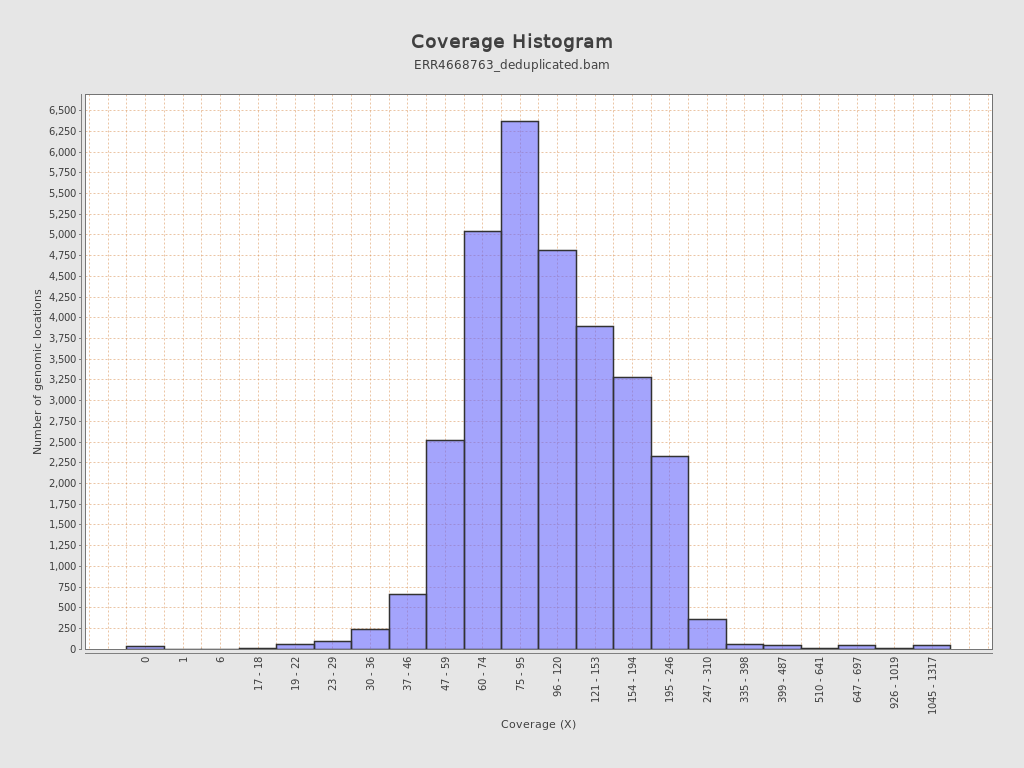 Coverage Histogram
ERR4668763_deduplicated.bam
Number of genomic locations
6,500
6,250
6,000
5,750
5,500
5,250
5,000
4,750
4,500
4,250
4,000
3,750
3,500
3,250
3,000
2,750
2,500
2,250
2,000
1,750
1,500
1,250
1,000
750
500
250
0
0
1
6
17 - 18
19 - 22
23 - 29
30 - 36
37 - 46
47 - 59
60 - 74
75 - 95
96 - 120
121 - 153
154 - 194
195 - 246
247 - 310
335 - 398
399 - 487
510 - 641
647 - 697
926 - 1019
1045 - 1317
Coverage (X)